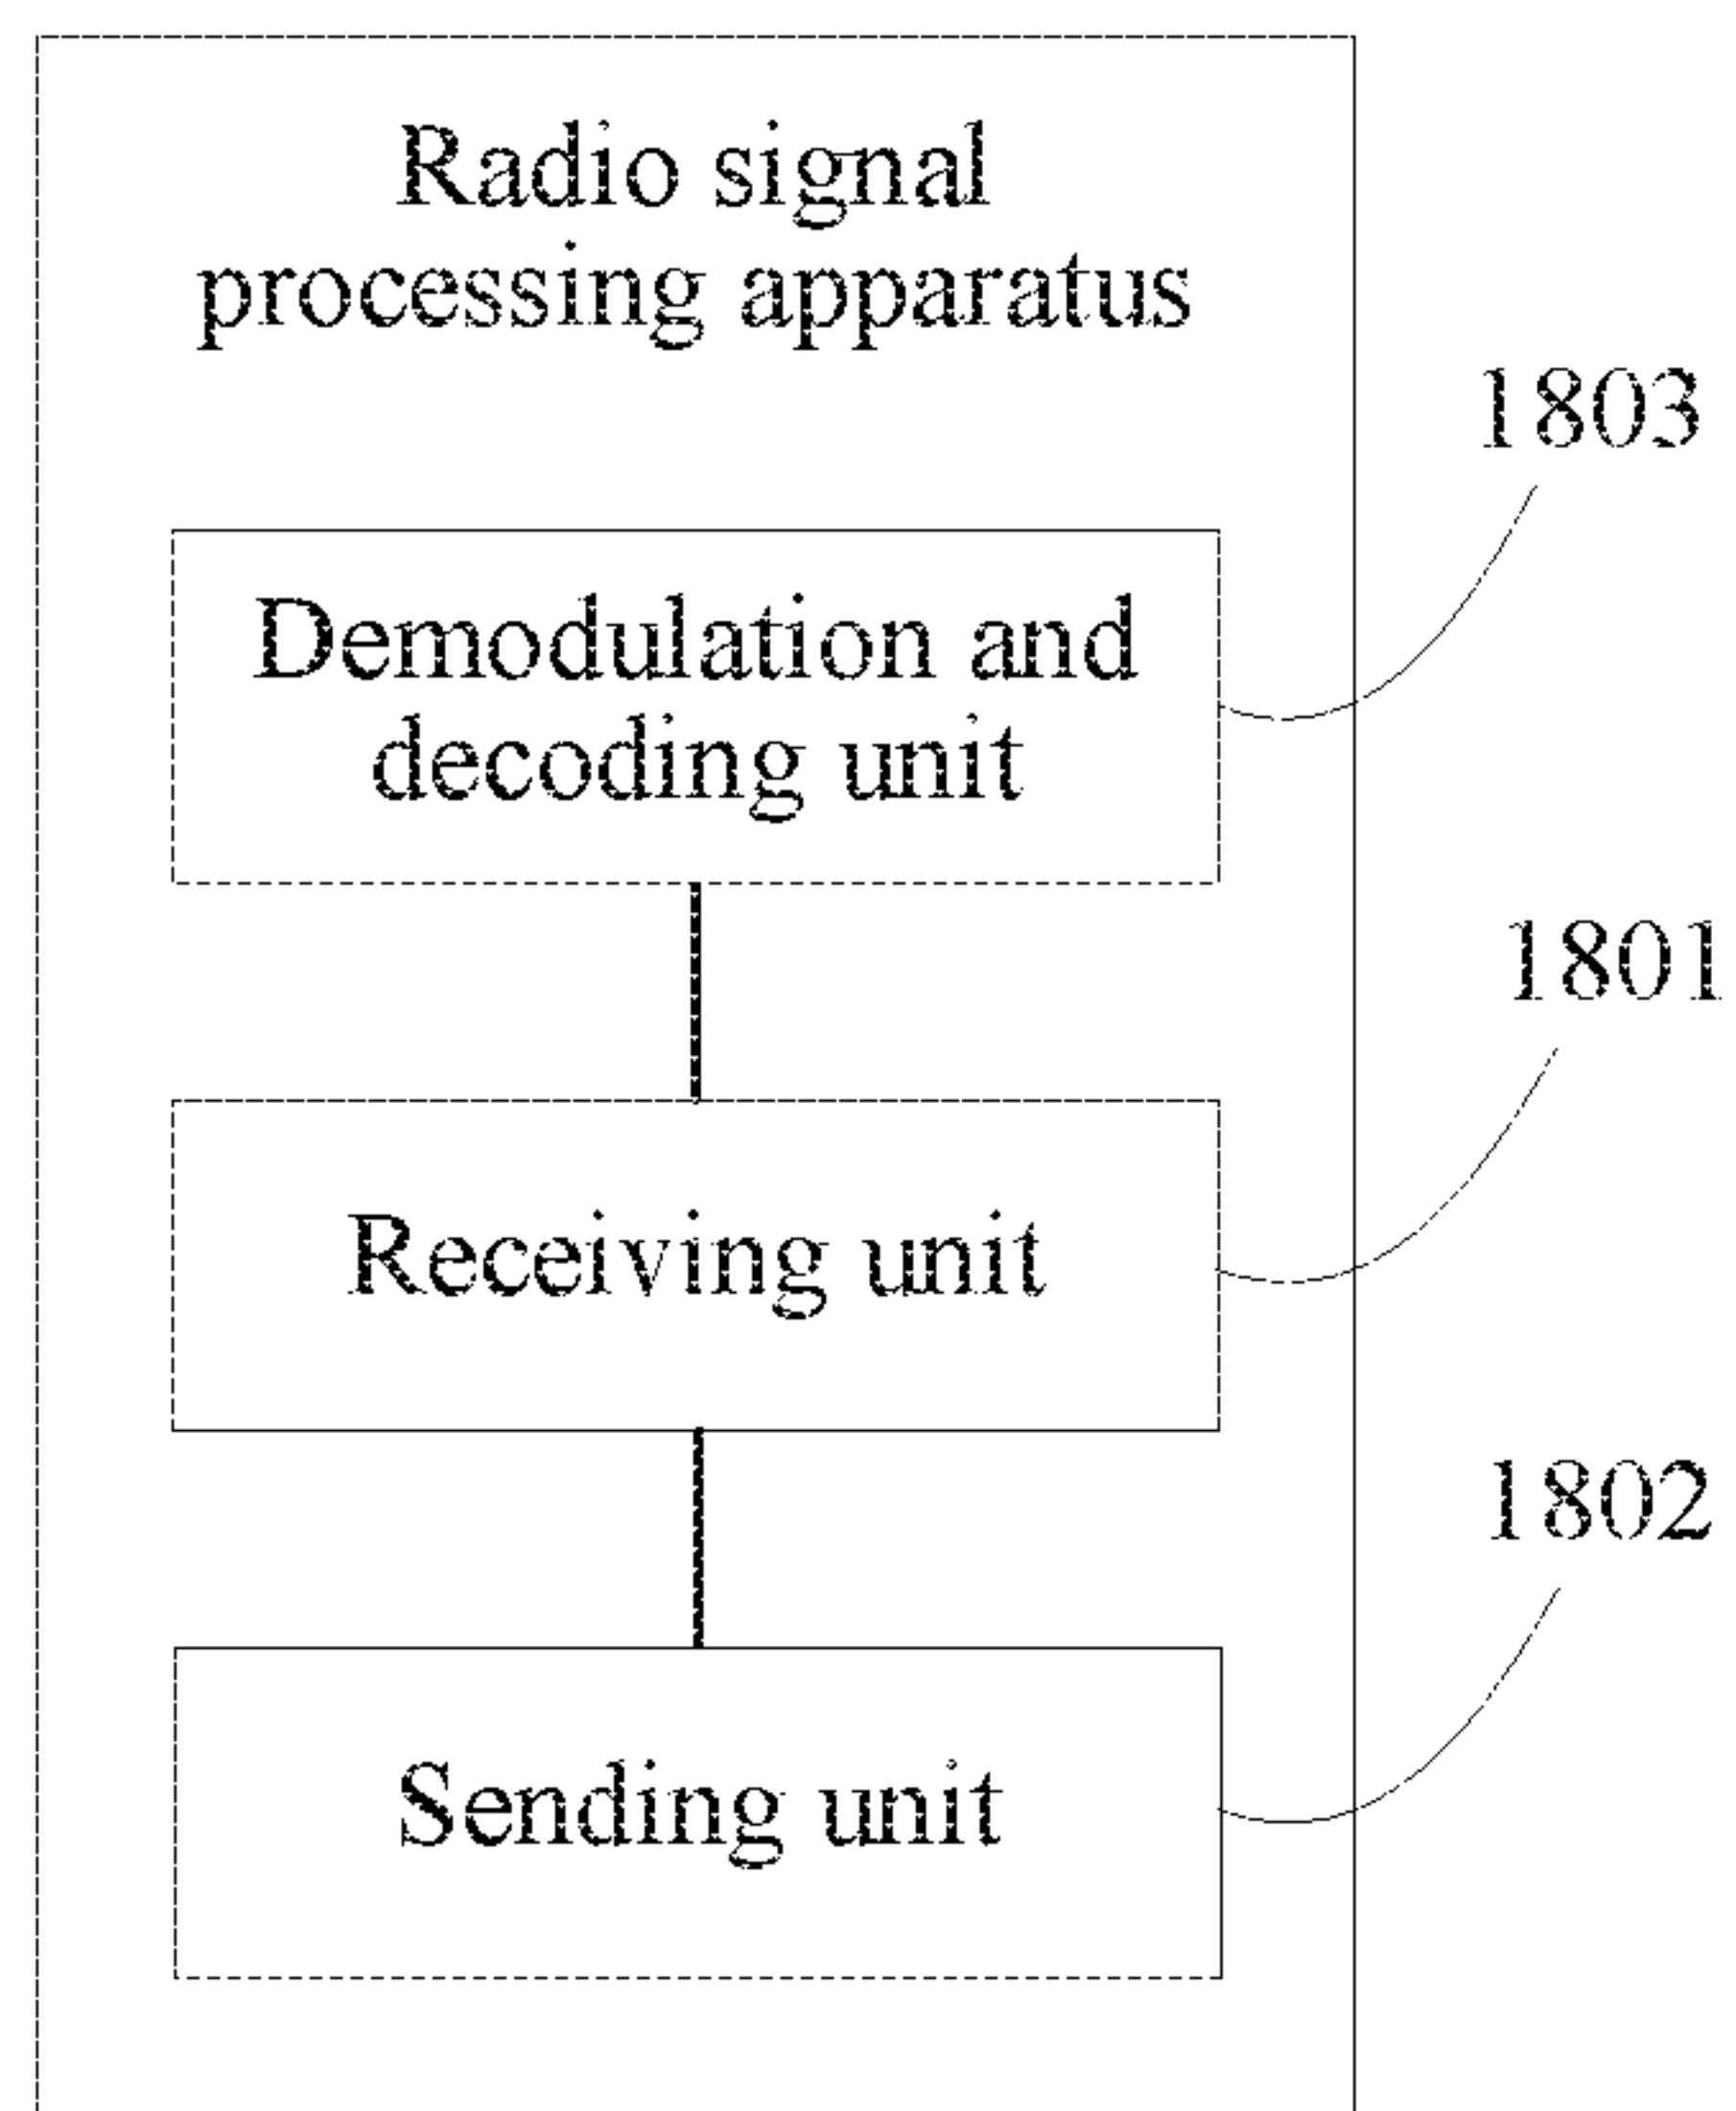 Radio signal
processing apparatus
1803
Demodulation and
decoding unit
1801
Receiving unit
1802
Sending unit